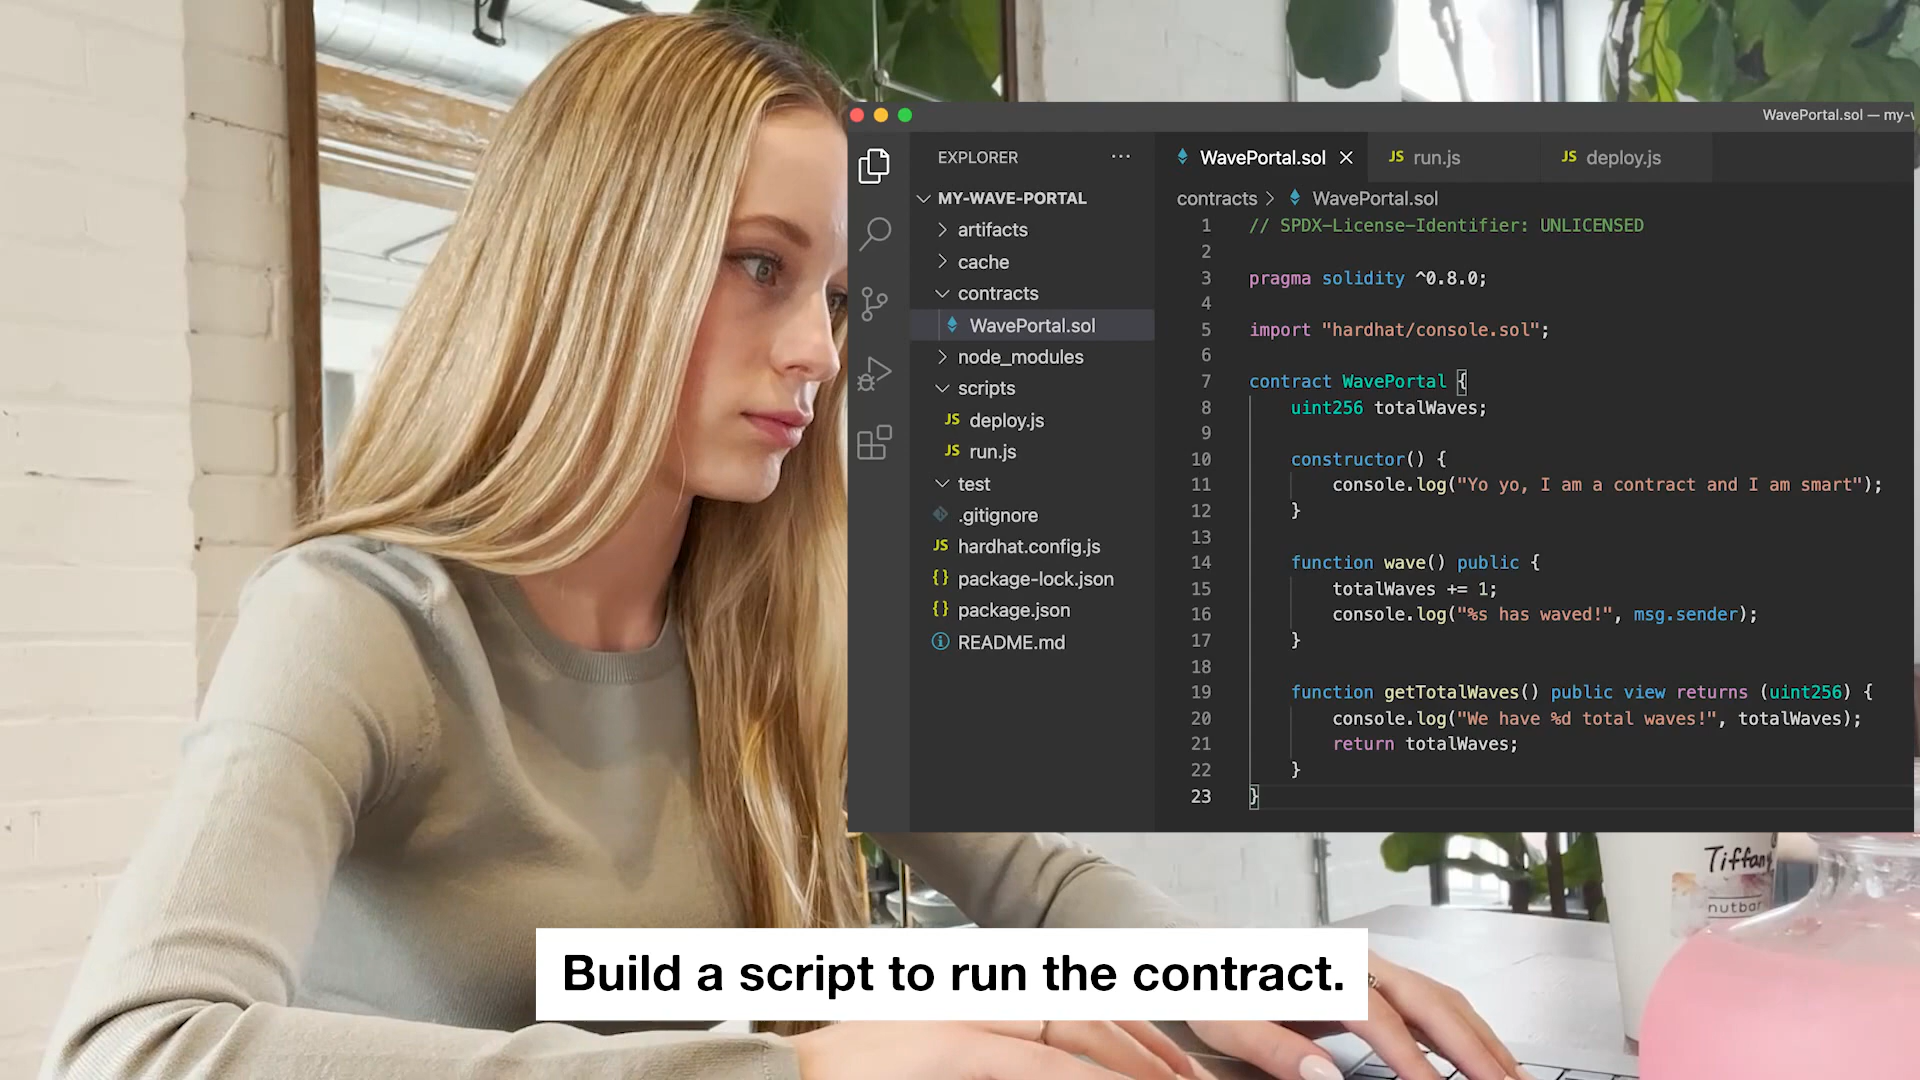 WavePortal.sol — my-w
EXPLORER ···
MY-WAVE-PORTAL
artifacts
cache
contracts
WavePortal.sol
node_modules
scripts
JS deploy.js
JS run.js
test
.gitignore
JS hardhat.config.js
{} package-lock.json
{} package.json
README.md
WavePortal.sol ×
JS run.js
JS deploy.js
contracts > WavePortal.sol
1 // SPDX-License-Identifier: UNLICENSED
2
3 pragma solidity ^0.8.0;
4
5 import "hardhat/console.sol";
6
7 contract WavePortal {
8 uint256 totalWaves;
9
10 constructor() {
11 console.log("Yo yo, I am a contract and I am smart");
12 }
13
14 function wave() public {
15 totalWaves += 1;
16 console.log("%s has waved!", msg.sender);
17 }
18
19 function getTotalWaves() public view returns (uint256) {
20 console.log("We have %d total waves!", totalWaves);
21 return totalWaves;
22 }
23 }
Tiffany
nutbar
Build a script to run the contract.